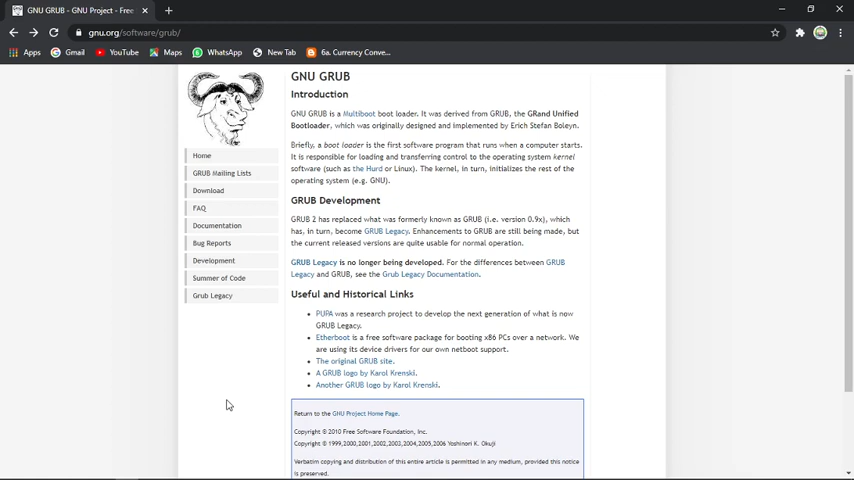 GNU GRUB - GNU Project - Free
gnu.org/software/grub/
Apps Gmail YouTube Maps WhatsApp New Tab 6a. Currency Conve...
GNU GRUB
Introduction
GNU GRUB is a Multiboot boot loader. It was derived from GRUB, the GRand Unified
Bootloader, which was originally designed and implemented by Erich Stefan Boleyn.
Briefly, a boot loader is the first software program that runs when a computer starts.
It is responsible for loading and transferring control to the operating system kernel
software (such as the Hurd or Linux). The kernel, in turn, initializes the rest of the
operating system (e.g. GNU).
GRUB Development
GRUB 2 has replaced what was formerly known as GRUB (i.e. version 0.9x), which
has, in turn, become GRUB Legacy. Enhancements to GRUB are still being made, but
the current released versions are quite usable for normal operation.
GRUB Legacy is no longer being developed. For the differences between GRUB
Legacy and GRUB, see the Grub Legacy Documentation.
Useful and Historical Links
PUPA was a research project to develop the next generation of what is now
GRUB Legacy.
Etherboot is a free software package for booting x86 PCs over a network. We
are using its device drivers for our own netboot support.
The original GRUB site.
A GRUB logo by Karol Krenski.
Another GRUB logo by Karol Krenski.
Home
GRUB Mailing Lists
Download
FAQ
Documentation
Bug Reports
Development
Summer of Code
Grub Legacy
Return to the GNU Project Home Page.
Copyright © 2010 Free Software Foundation, Inc.
Copyright © 1999,2000,2001,2002,2003,2004,2005,2006 Yoshinori K. Okuji
Verbatim copying and distribution of this entire article is permitted in any medium, provided this notice
is preserved.